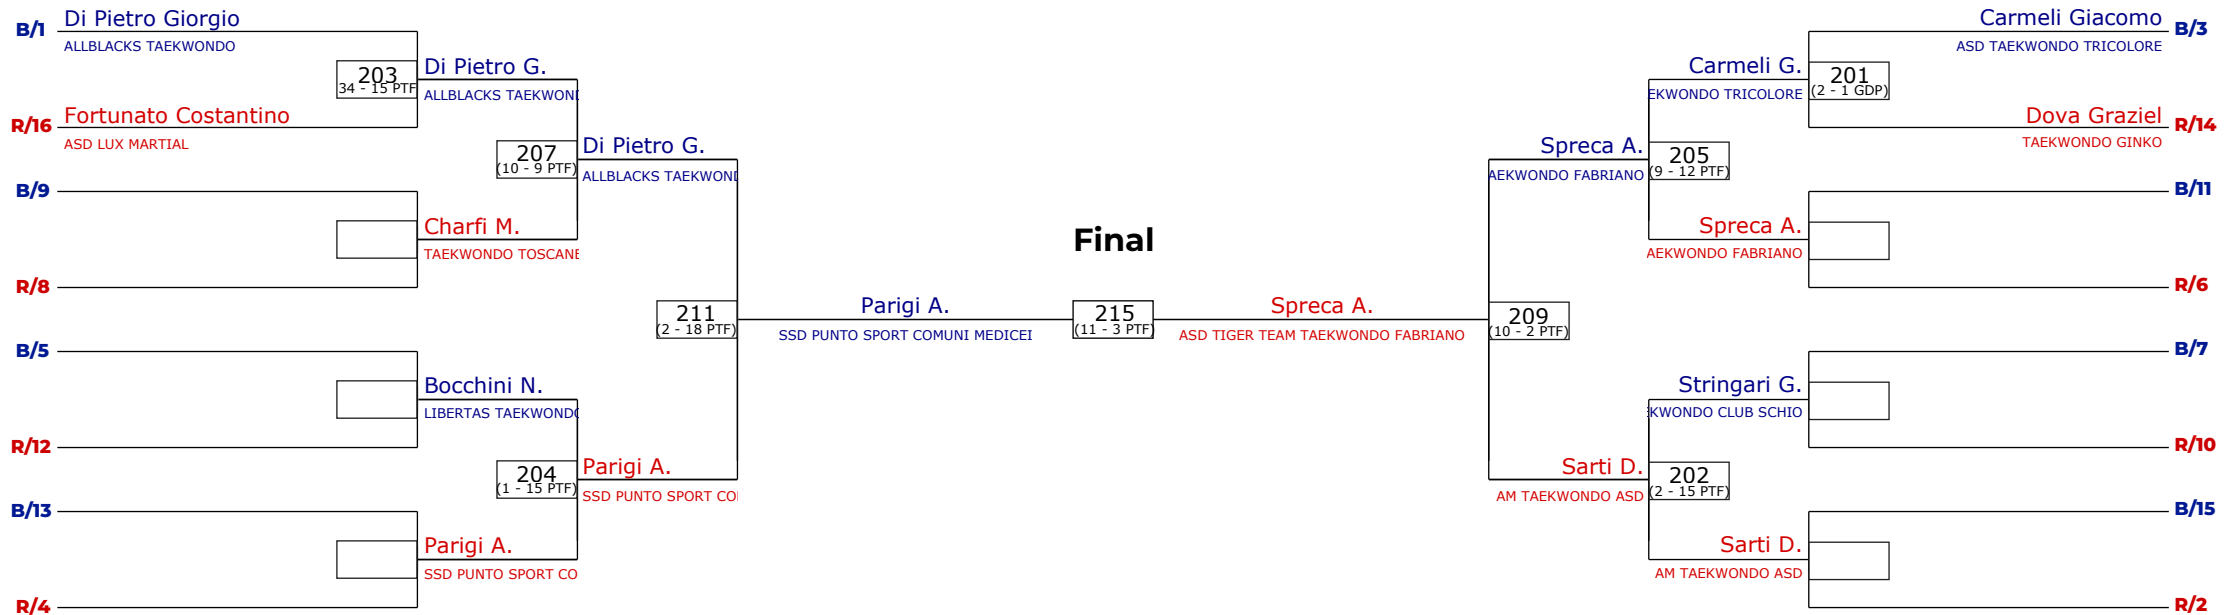 B/1
Di Pietro Giorgio
ALLBLACKS TAEKWONDO
203
34 - 15 PTF
R/16
Fortunato Costantino
ASD LUX MARTIAL
Di Pietro G.
ALLBLACKS TAEKWOND
207
(10 - 9 PTF)
B/9
R/8
Charfi M.
TAEKWONDO TOSCANE
Di Pietro G.
ALLBLACKS TAEKWOND
211
(2 - 18 PTF)
B/5
R/12
Bocchini N.
LIBERTAS TAEKWONDO
204
(1 - 15 PTF)
Parigi A.
SSD PUNTO SPORT CO
B/13
R/4
Parigi A.
SSD PUNTO SPORT CO
Final
Parigi A.
SSD PUNTO SPORT COMUNI MEDICEI
215
(11 - 3 PTF)
Spreca A.
ASD TIGER TEAM TAEKWONDO FABRIANO
209
(10 - 2 PTF)
Carmeli Giacomo
B/3
ASD TAEKWONDO TRICOLORE
201
(2 - 1 GDP)
Dova Graziel
R/14
TAEKWONDO GINKO
Carmeli G.
EKWONDO TRICOLORE
Spreca A.
AEKWONDO FABRIANO
205
(9 - 12 PTF)
B/11
Spreca A.
AEKWONDO FABRIANO
R/6
B/7
Stringari G.
KWONDO CLUB SCHIO
R/10
Sarti D.
AM TAEKWONDO ASD
202
(2 - 15 PTF)
B/15
Sarti D.
AM TAEKWONDO ASD
R/2